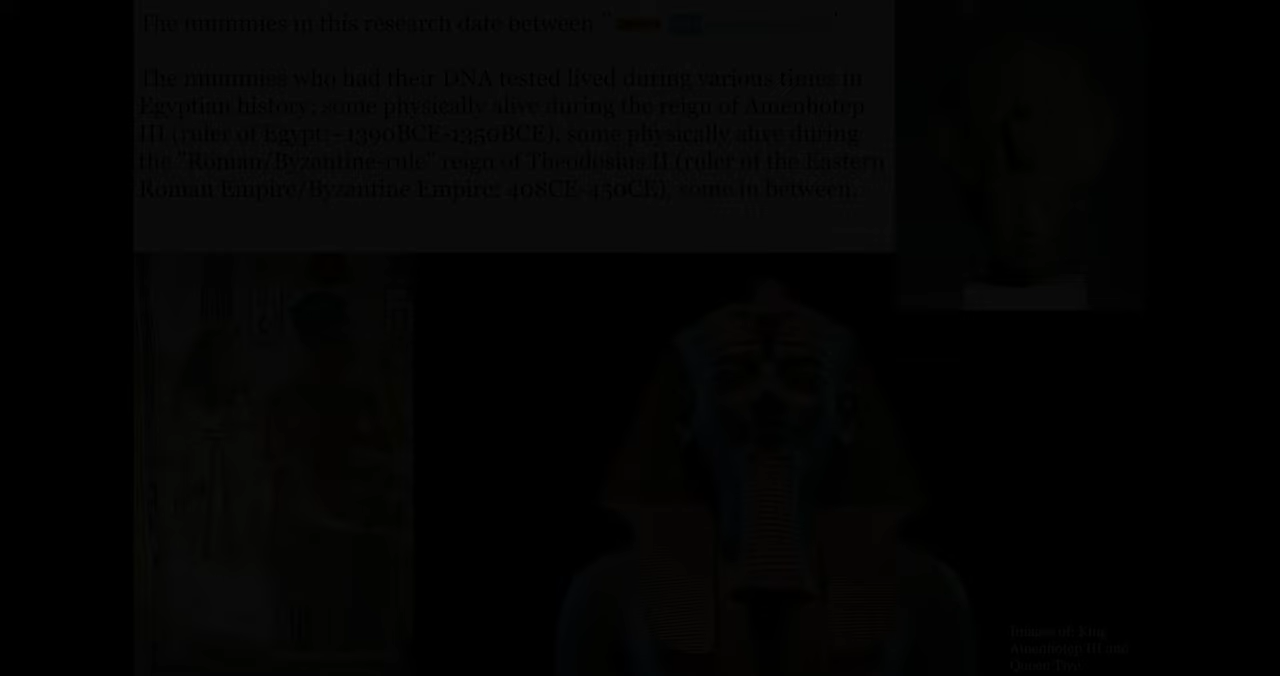 The mummies in this research date between "
The mummies who had their DNA tested lived during various times in
Egyptian history; some physically alive during the reign of Amenhotep
III (ruler of Egypt:~1390BCE-1350BCE), some physically alive during
the "Roman/Byzantine-rule" reign of Theodosius II (ruler of the Eastern
Roman Empire/Byzantine Empire: 408CE-450CE), some in between.
Images of: King
Amenhotep III and
Queen Tiye